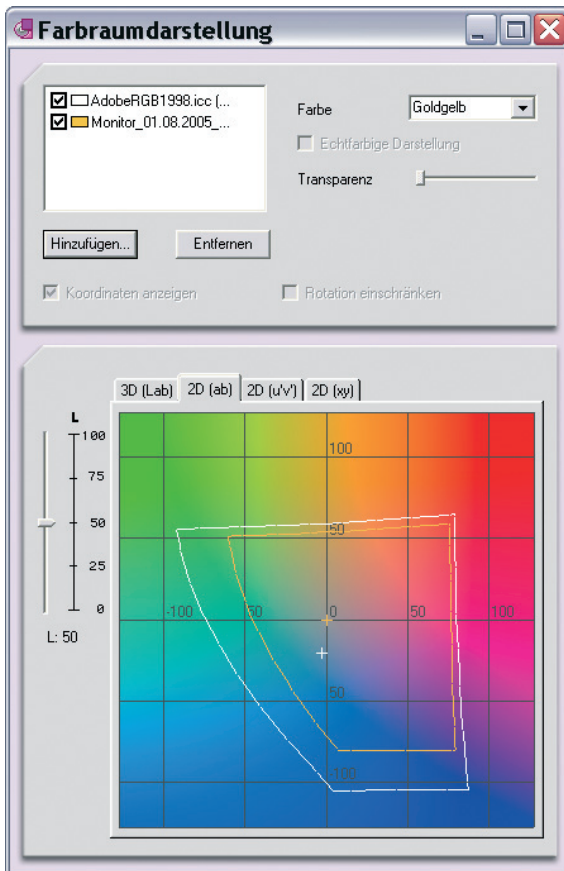 Farbraumdarstellung
AdobeRGB1998.icc (...
Monitor_01.08.2005_...
Farbe
Goldgelb
Echtfarbige Darstellung
Transparenz
Hinzufügen...
Entfernen
Koordinaten anzeigen
Rotation einschränken
3D (Lab)
2D (ab)
2D (u'v')
2D (xy)
L
100
75
50
25
0
L: 50
100
50
-100
50
0
50
100
50
-100